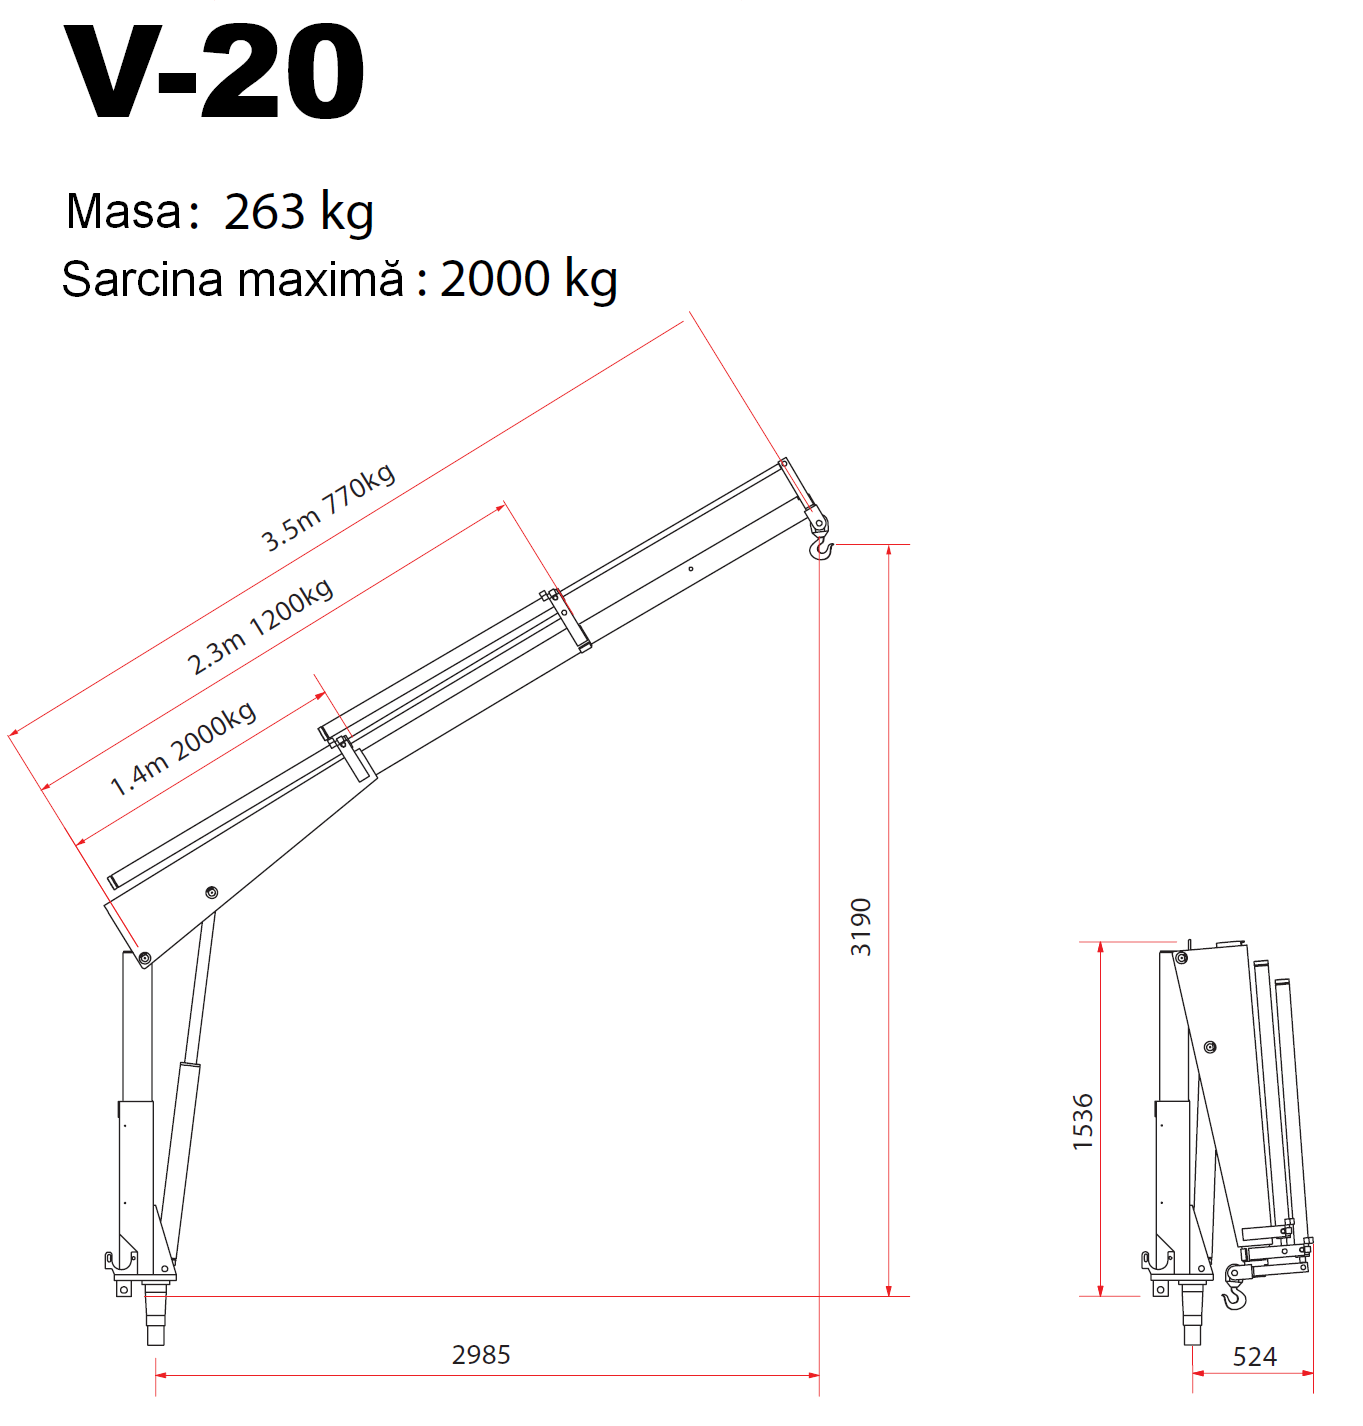 V-20
Masa: 263 kg
Sarcina maximă : 2000 kg
3.5m 770kg
2.3m 1200kg
1.4m 2000kg
3190
2985
1536
524